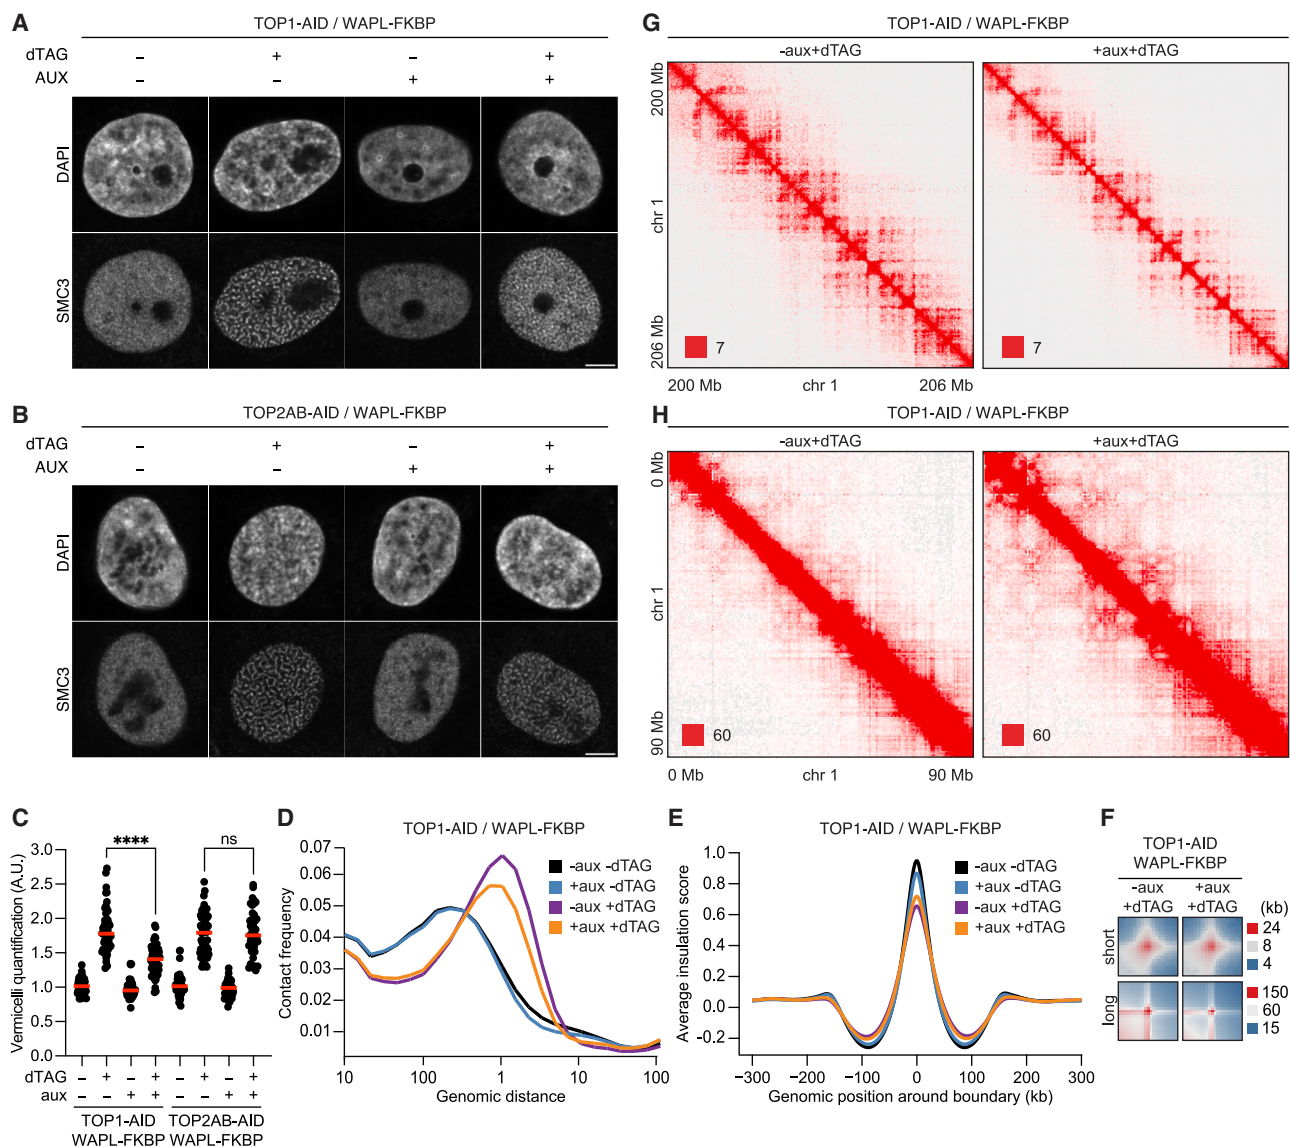 A
TOP1-AID / WAPL-FKBP
dTAG – + – +
AUX – – + +
DAPI
SMC3
B
TOP2AB-AID / WAPL-FKBP
dTAG – + – +
AUX – – + +
DAPI
SMC3
C
Vermicelli quantification (A.U.)
3.0
2.5
2.0
1.5
1.0
0.5
0.0
****
ns
dTAG – + – + – + – +
aux – – + + – – + +
TOP1-AID
WAPL-FKBP
TOP2AB-AID
WAPL-FKBP
D
TOP1-AID / WAPL-FKBP
Contact frequency
0.07
0.06
0.05
0.04
0.03
0.02
0.01
-aux -dTAG
+aux -dTAG
-aux +dTAG
+aux +dTAG
10 100 1 10 100
Genomic distance
E
TOP1-AID / WAPL-FKBP
Average insulation score
1.0
0.8
0.6
0.4
0.2
0.0
−0.2
-aux -dTAG
+aux -dTAG
-aux +dTAG
+aux +dTAG
−300 −200 −100 0 100 200 300
Genomic position around boundary (kb)
F
TOP1-AID
WAPL-FKBP
-aux +aux
+dTAG +dTAG (kb)
short
24
8
4
long
150
60
15
G
TOP1-AID / WAPL-FKBP
-aux+dTAG +aux+dTAG
200 Mb
chr 1
206 Mb
7
7
200 Mb chr 1 206 Mb
H
TOP1-AID / WAPL-FKBP
-aux+dTAG +aux+dTAG
0 Mb
chr 1
90 Mb
60
60
0 Mb chr 1 90 Mb